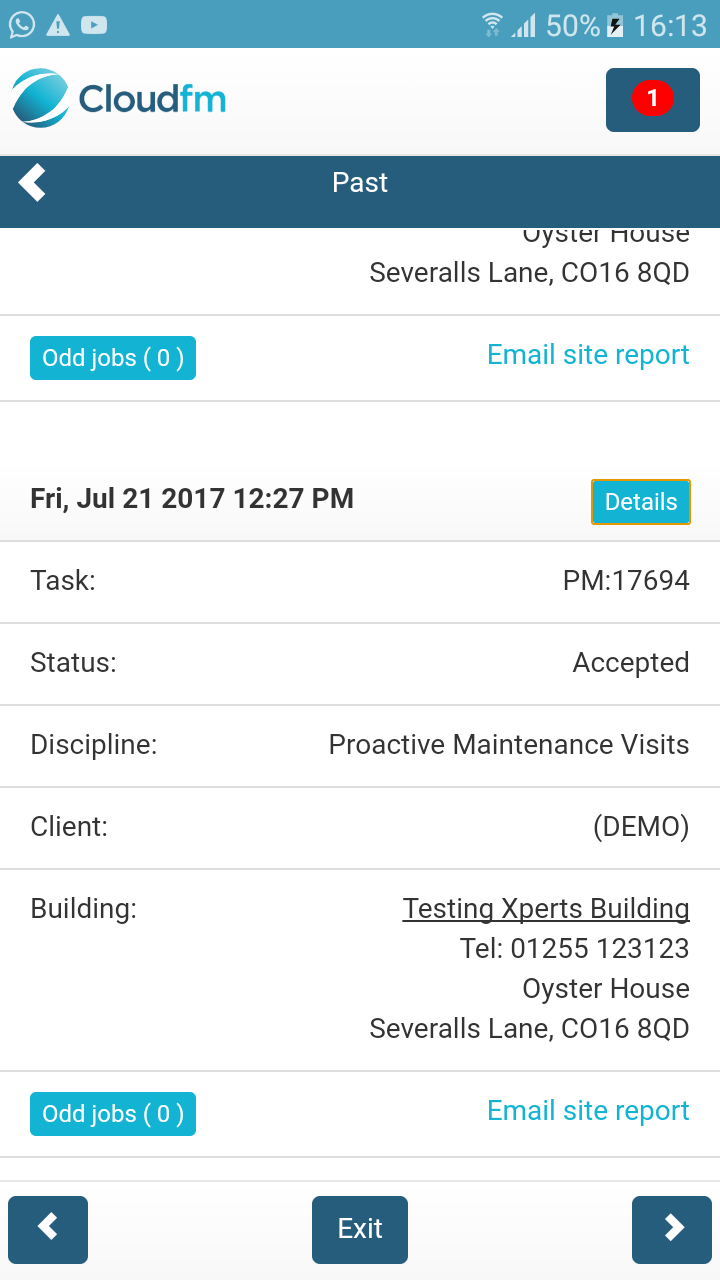 50% 16:13
Cloudfm
1
Past
Oyster House
Severalls Lane, CO16 8QD
Odd jobs ( 0 ) Email site report
Fri, Jul 21 2017 12:27 PM Details
Task: PM:17694
Status: Accepted
Discipline: Proactive Maintenance Visits
Client: (DEMO)
Building: Testing Xperts Building
Tel: 01255 123123
Oyster House
Severalls Lane, CO16 8QD
Odd jobs ( 0 ) Email site report
Exit